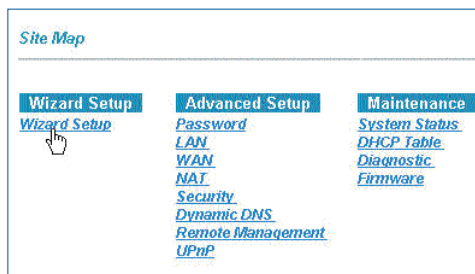 Site Map
Wizard Setup
Wizard Setup
Advanced Setup
Password
LAN
WAN
NAT
Security
Dynamic DNS
Remote Management
UPnP
Maintenance
System Status
DHCP Table
Diagnostic
Firmware